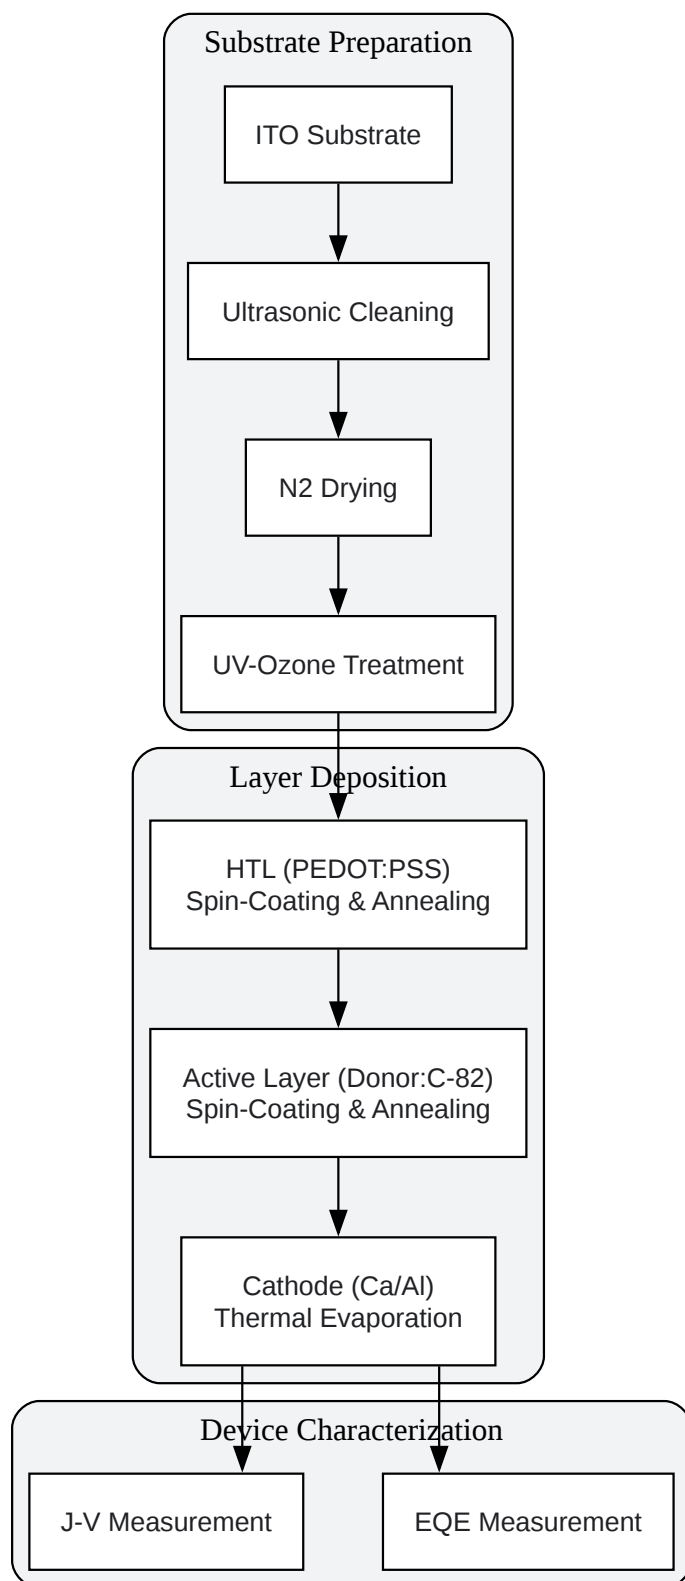 Substrate Preparation
ITO Substrate
Ultrasonic Cleaning
N2 Drying
UV-Ozone Treatment
Layer Deposition
HTL (PEDOT:PSS)
Spin-Coating & Annealing
Active Layer (Donor:C-82)
Spin-Coating & Annealing
Cathode (Ca/Al)
Thermal Evaporation
Device Characterization
J-V Measurement
EQE Measurement